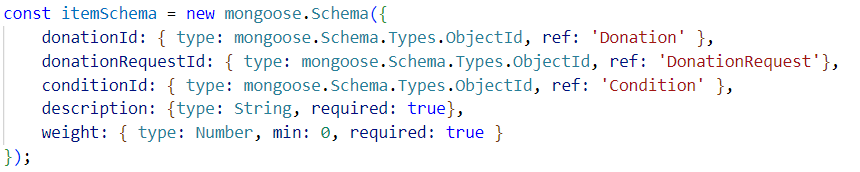 const itemSchema = new mongoose.Schema({
    donationId: { type: mongoose.Schema.Types.ObjectId, ref: 'Donation' },
    donationRequestId: { type: mongoose.Schema.Types.ObjectId, ref: 'DonationRequest'},
    conditionId: { type: mongoose.Schema.Types.ObjectId, ref: 'Condition' },
    description: {type: String, required: true},
    weight: { type: Number, min: 0, required: true }
});